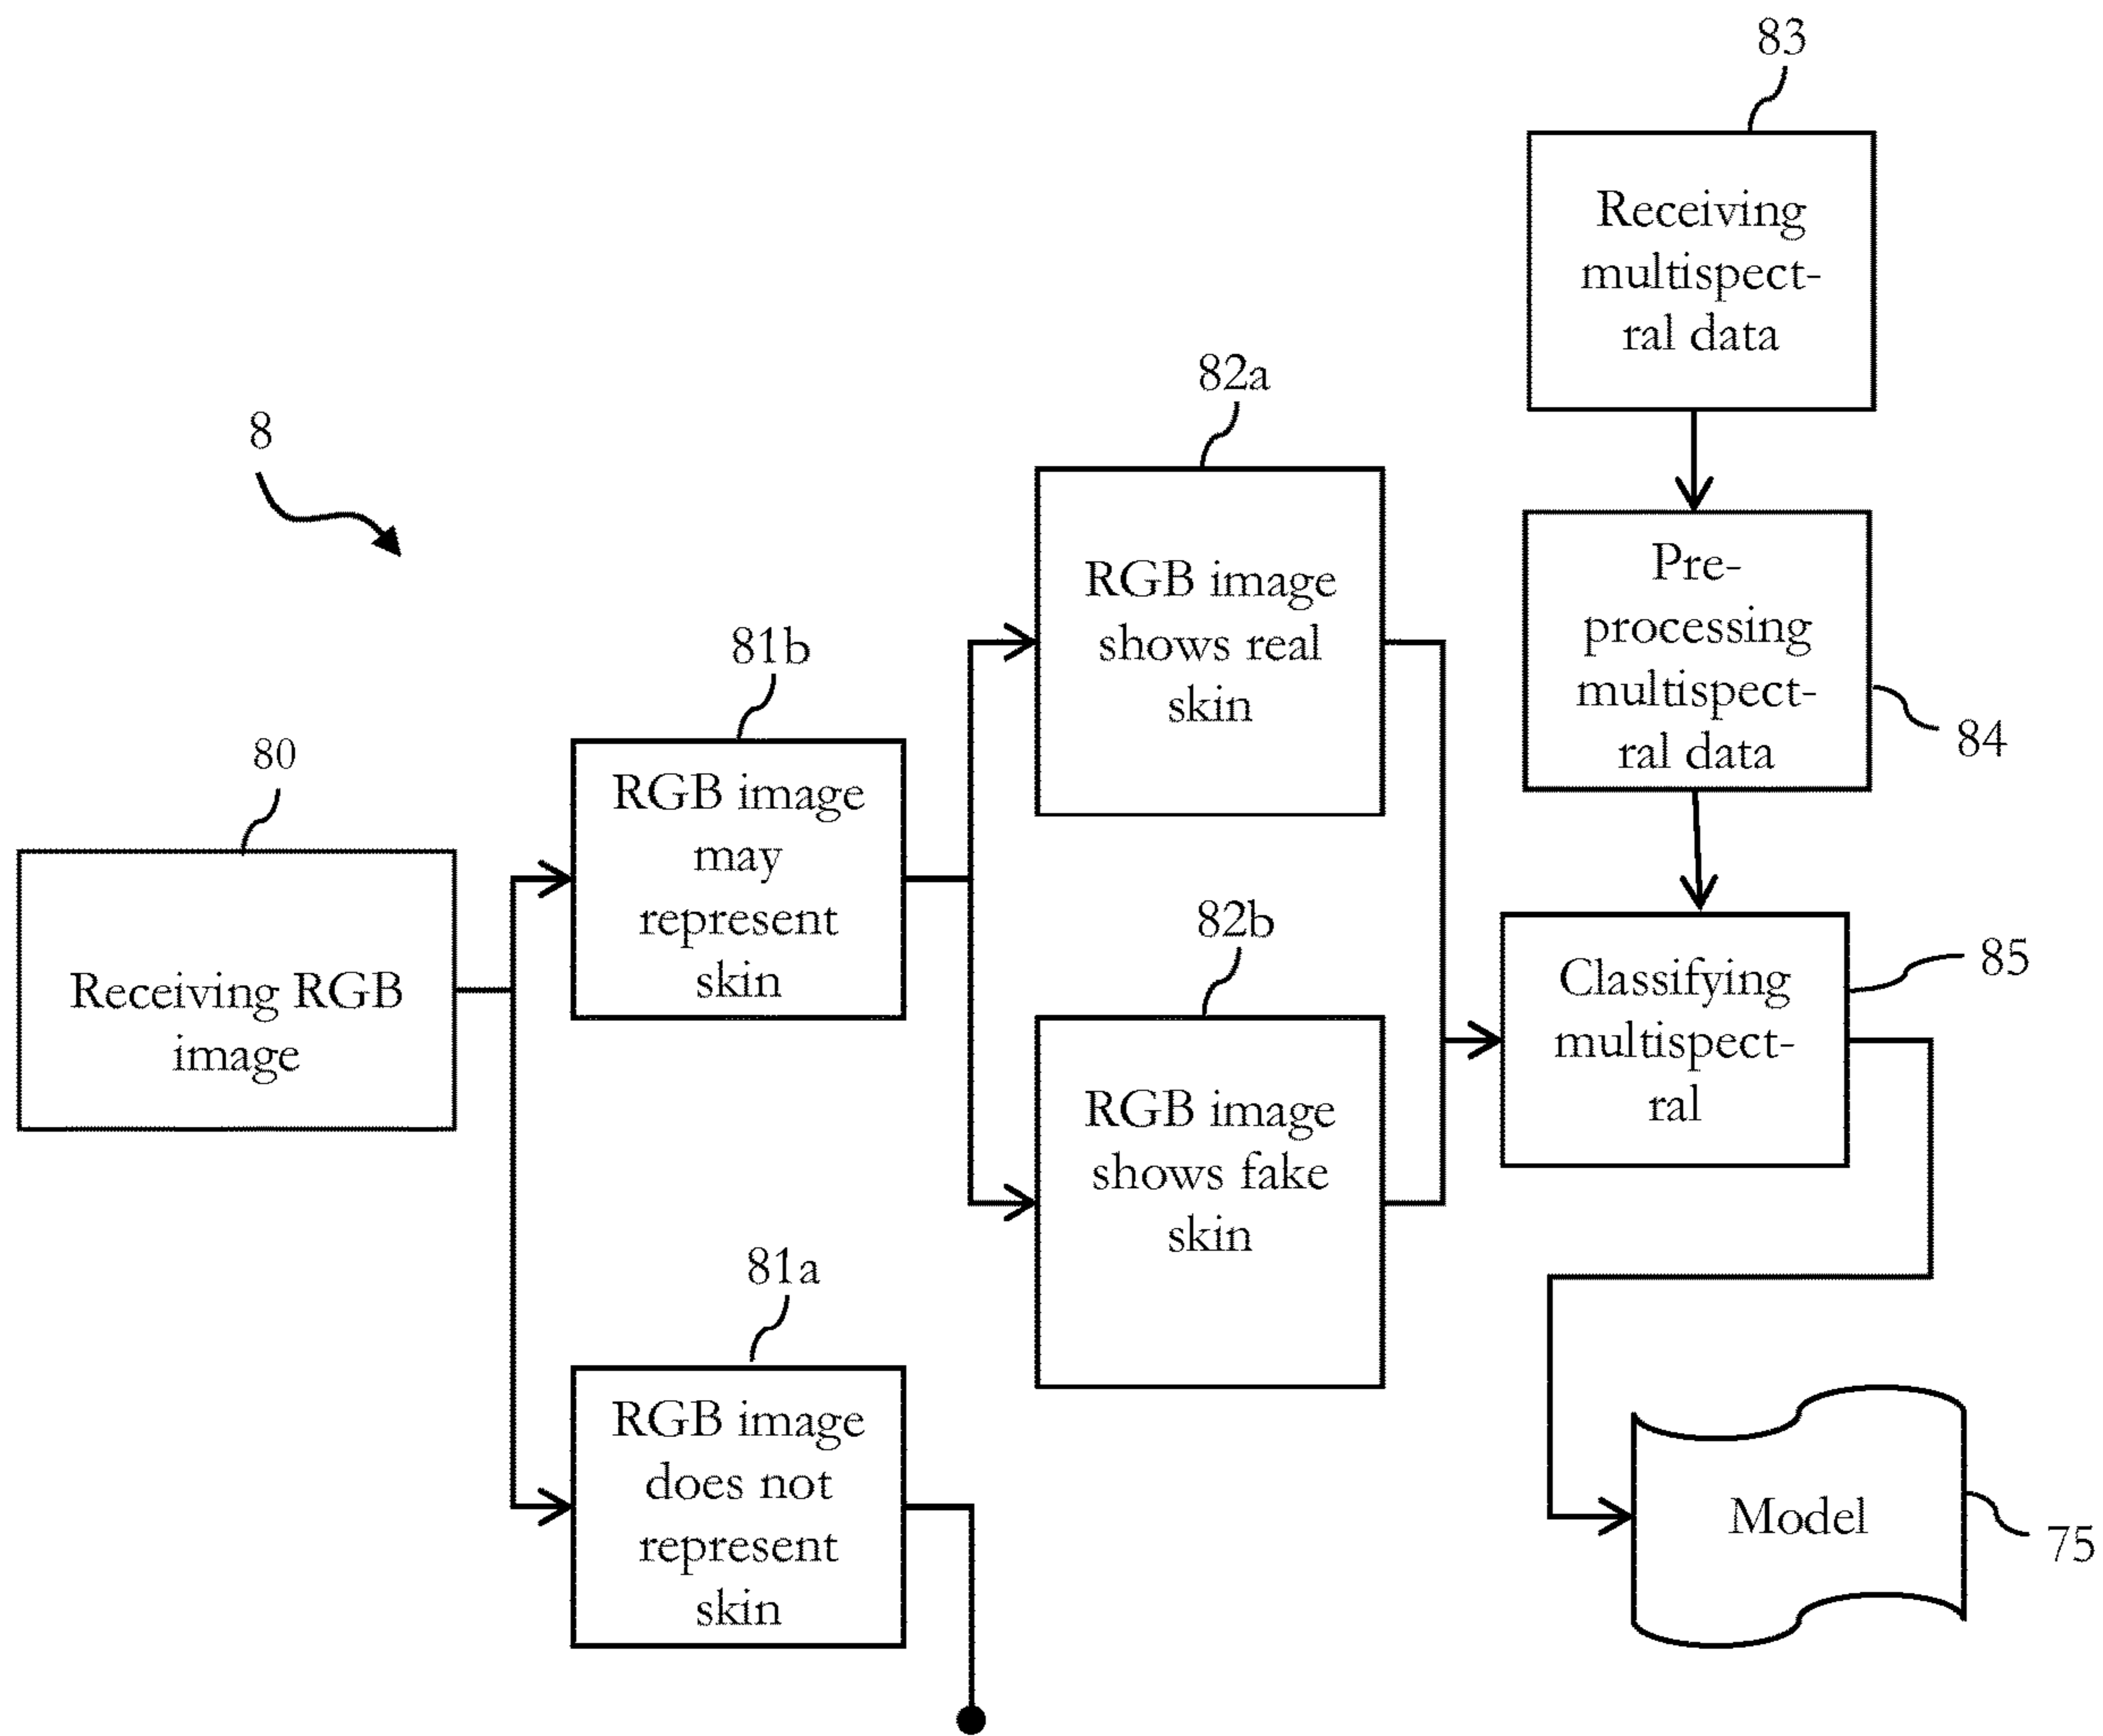 83
Receiving
multispect-
ral data
82a
8
RGB image
shows real
skin
Pre-
processing
multispect-
ral data
84
81b
RGB image
may
represent
skin
80
Receiving RGB
image
82b
RGB image
shows fake
skin
85
Classifying
multispect-
ral
81a
RGB image
does not
represent
skin
Model
75